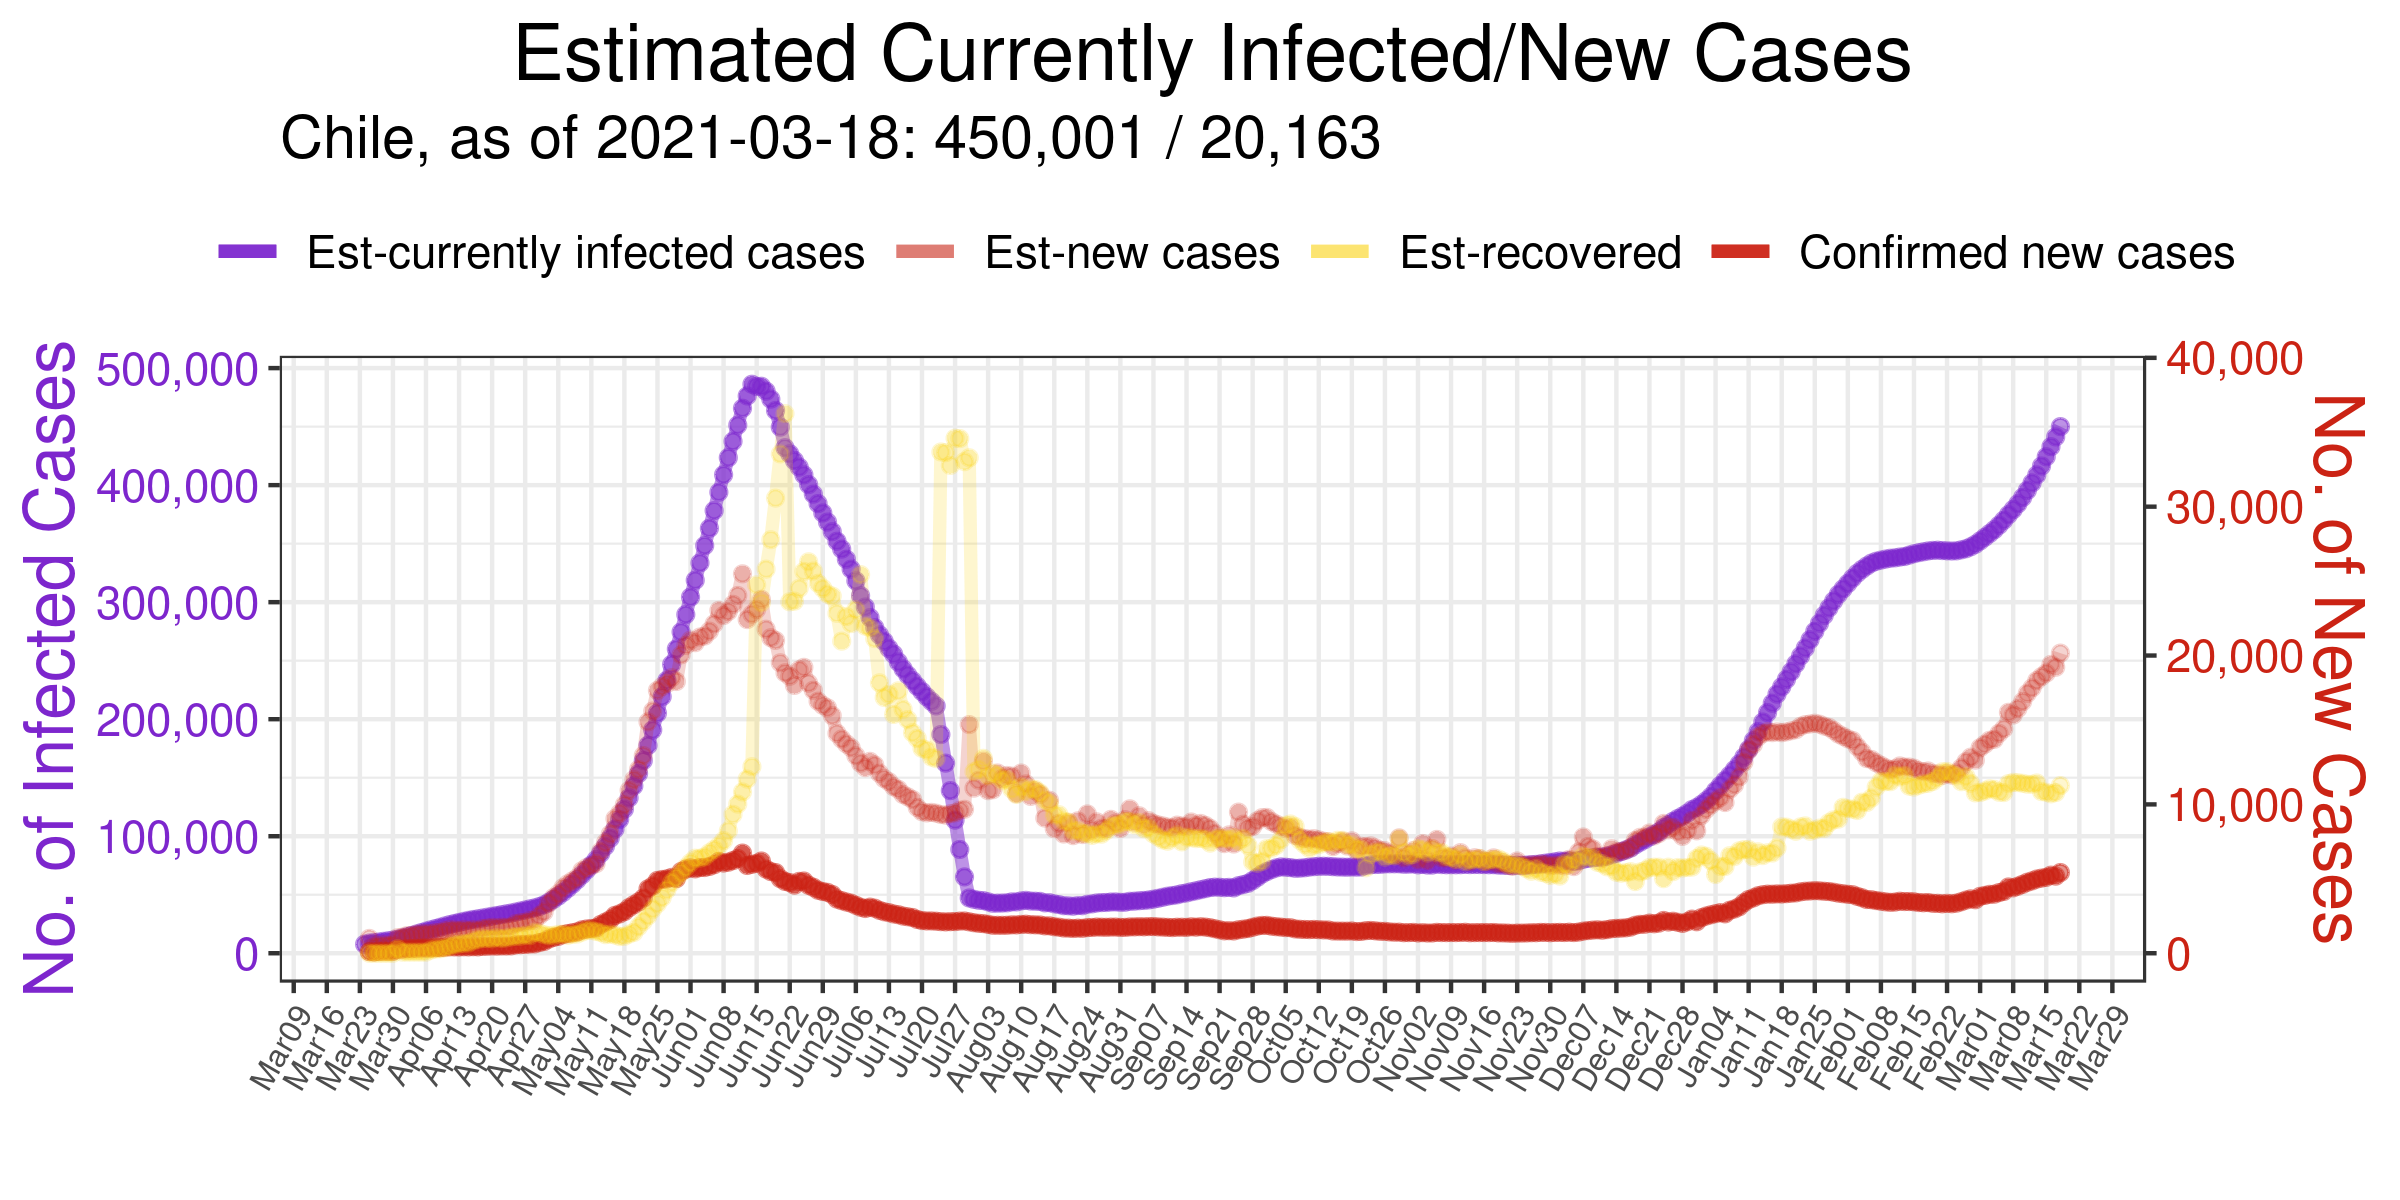 Estimated Currently Infected/New Cases
Chile, as of 2021-03-18: 450,001 / 20,163
Est-currently infected cases Est-new cases Est-recovered Confirmed new cases
No. of Infected Cases
500,000
400,000
300,000
200,000
100,000
0
40,000
30,000
20,000
10,000
0
No. of New Cases
Mar09 Mar16 Mar23 Mar30 Apr06 Apr13 Apr20 Apr27 May04 May11 May18 May25 Jun01 Jun08 Jun15 Jun22 Jun29 Jul06 Jul13 Jul20 Jul27 Aug03 Aug10 Aug17 Aug24 Aug31 Sep07 Sep14 Sep21 Sep28 Oct05 Oct12 Oct19 Oct26 Nov02 Nov09 Nov16 Nov23 Nov30 Dec07 Dec14 Dec21 Dec28 Jan04 Jan11 Jan18 Jan25 Feb01 Feb08 Feb15 Feb22 Mar01 Mar08 Mar15 Mar22 Mar29